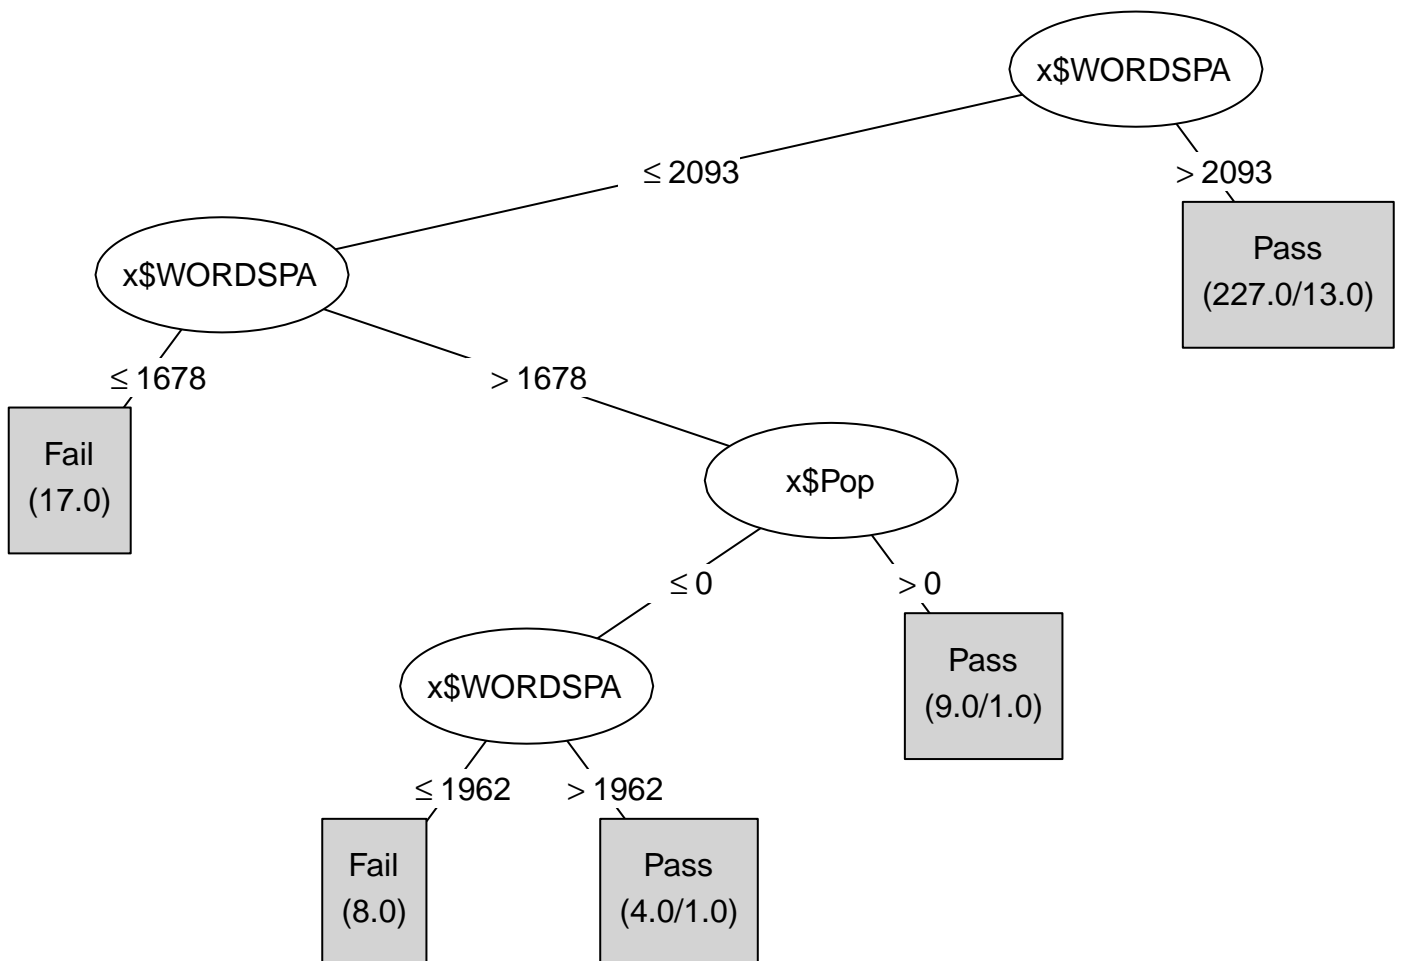 x$WORDSPA
≤ 2093
> 2093
x$WORDSPA
Pass
(227.0/13.0)
≤ 1678
> 1678
Fail
(17.0)
x$Pop
≤ 0
> 0
x$WORDSPA
Pass
(9.0/1.0)
≤ 1962
> 1962
Fail
(8.0)
Pass
(4.0/1.0)